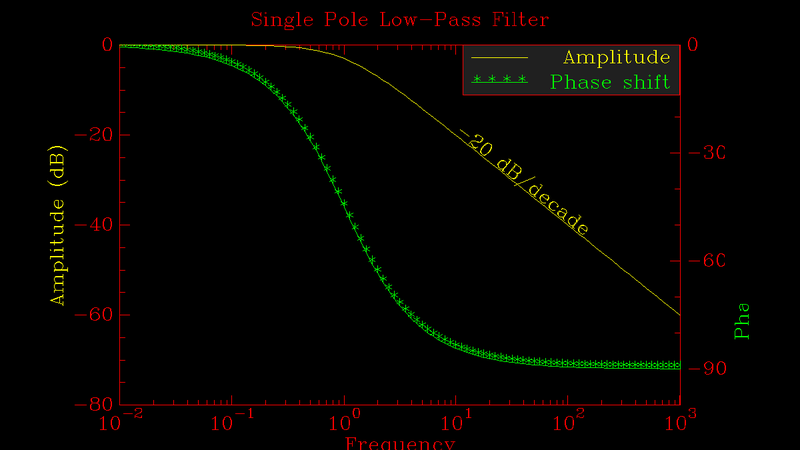 Single Pole Low-Pass Filter
Amplitude
Phase shift
0
-20
-40
-60
-80
0
-30
-60
-90
Amplitude (dB)
-20 dB/decade
Pha
10^-2 10^-1 10^0 10^1 10^2 10^3
Frequency